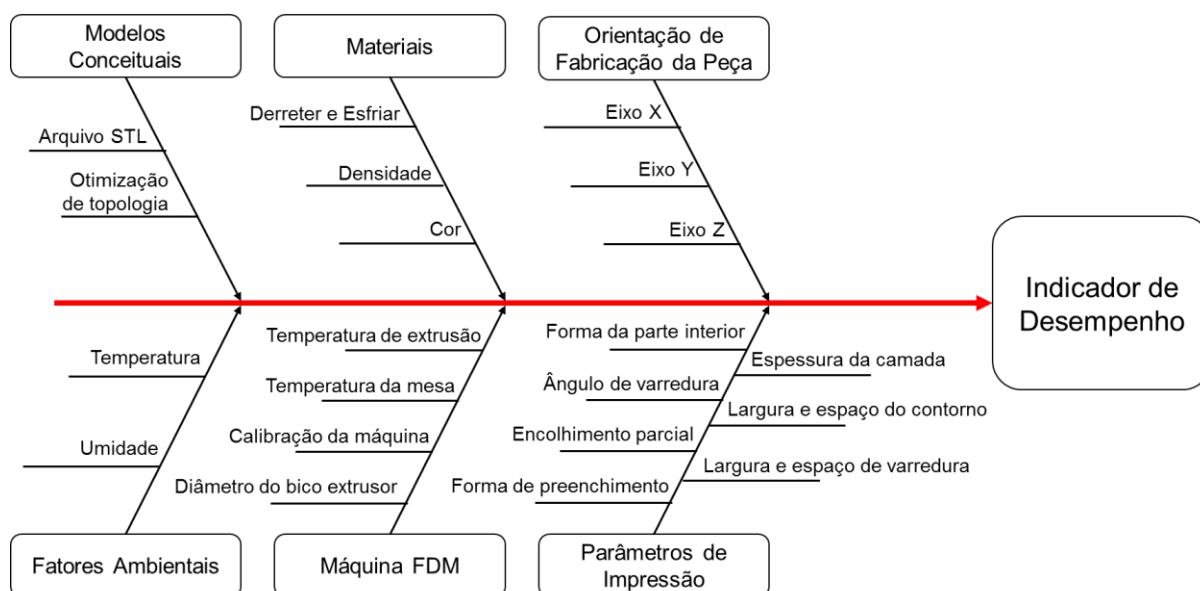 Modelos
Conceituais
Materiais
Orientação de
Fabricação da Peça
Arquivo STL
Otimização
de topologia
Derreter e Esfriar
Densidade
Cor
Eixo X
Eixo Y
Eixo Z
Indicador de
Desempenho
Temperatura
Umidade
Temperatura de extrusão
Temperatura da mesa
Calibração da máquina
Diâmetro do bico extrusor
Forma da parte interior
Ângulo de varredura
Encolhimento parcial
Forma de preenchimento
Espessura da camada
Largura e espaço do contorno
Largura e espaço de varredura
Fatores Ambientais
Máquina FDM
Parâmetros de
Impressão